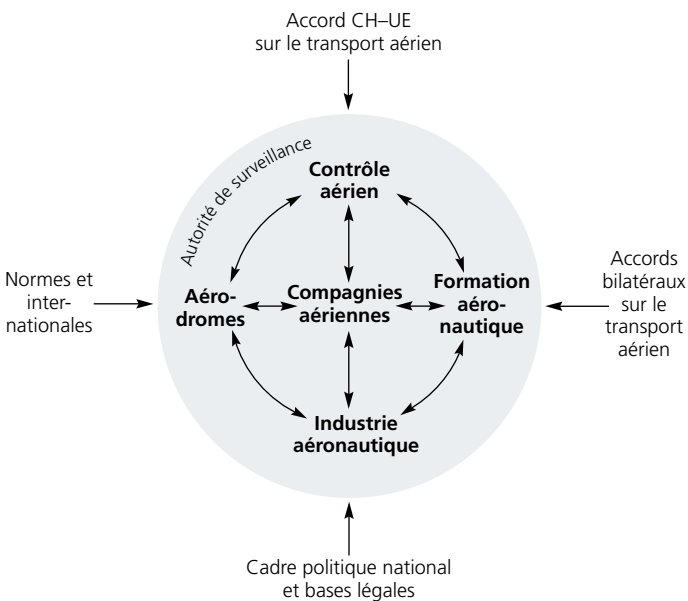 Accord CH–UE
sur le transport aérien
Autorité de surveillance
Contrôle
aérien
Normes et
inter-
nationales
Aéro-
dromes
Compagnies
aériennes
Formation
aéro-
nautique
Accords
bilatéraux
sur le
transport
aérien
Industrie
aéronautique
Cadre politique national
et bases légales